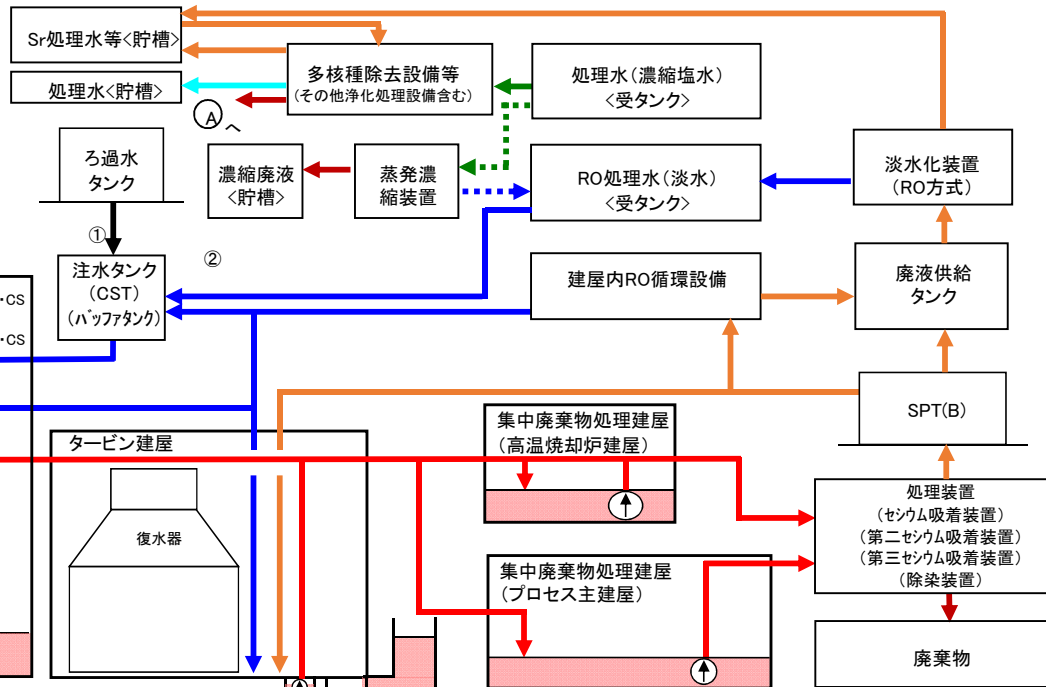 Sr処理水等<貯槽>
処理水<貯槽>
多核種除去設備等
(その他浄化処理設備含む)
処理水(濃縮塩水)
<受タンク>
A
へ
ろ過水
タンク
濃縮廃液
<貯槽>
蒸発濃
縮装置
RO処理水(淡水)
<受タンク>
淡水化装置
(RO方式)
①
②
注水タンク
(CST)
(バッファタンク)
建屋内RO循環設備
廃液供給
タンク
・CS
・CS
SPT(B)
タービン建屋
復水器
集中廃棄物処理建屋
(高温焼却炉建屋)
処理装置
(セシウム吸着装置)
(第二セシウム吸着装置)
(第三セシウム吸着装置)
(除染装置)
集中廃棄物処理建屋
(プロセス主建屋)
廃棄物